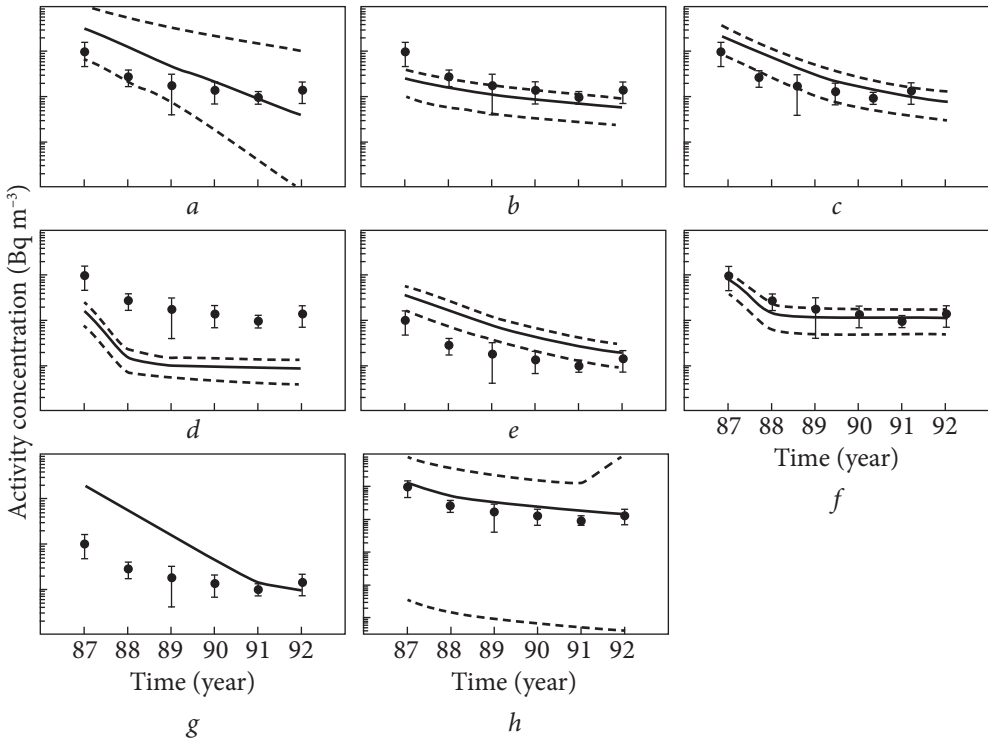 Activity concentration (Bq m⁻³)
a
b
c
d
e
87 88 89 90 91 92
Time (year)
f
87 88 89 90 91 92
Time (year)
g
87 88 89 90 91 92
Time (year)
h